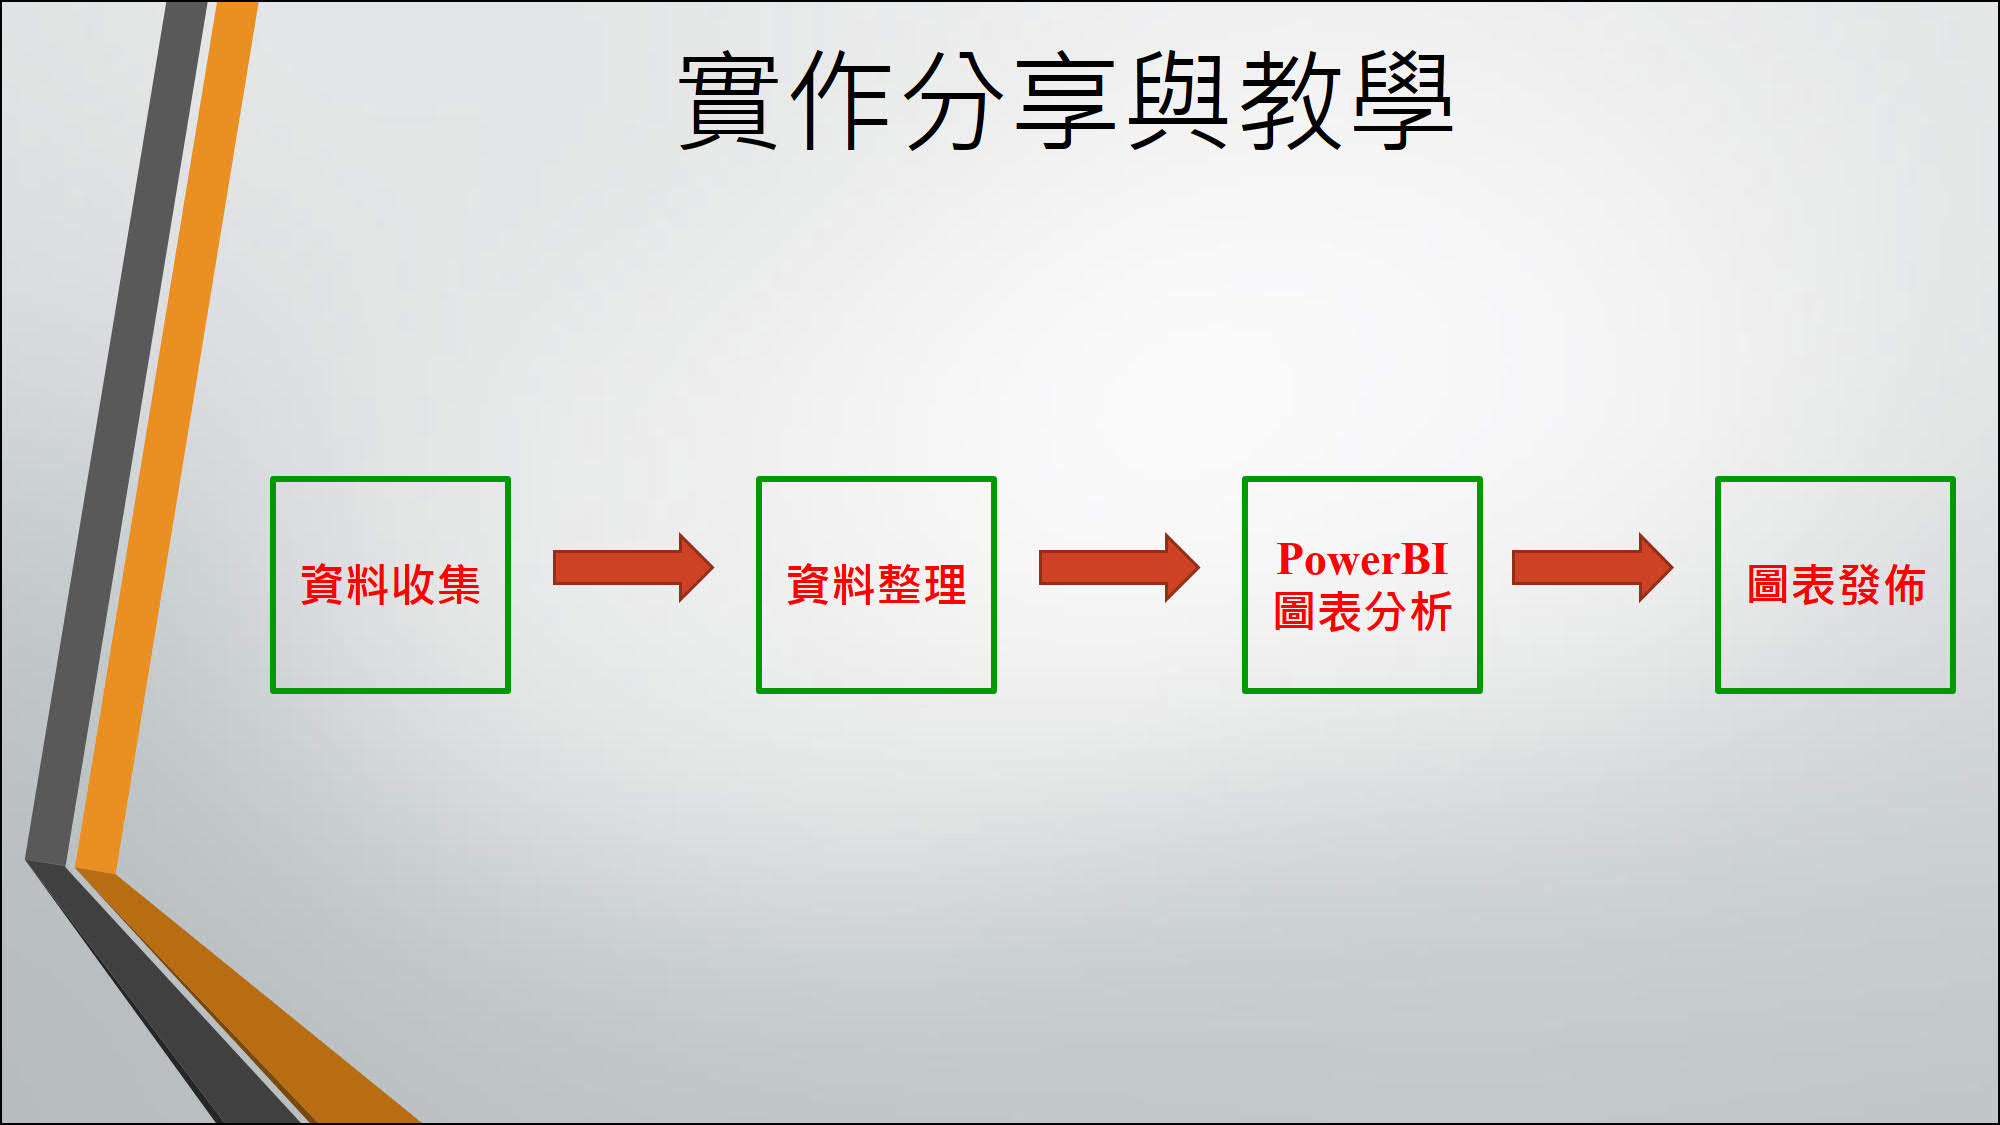 實作分享與教學
資料收集
資料整理
PowerBI
圖表分析
圖表發佈